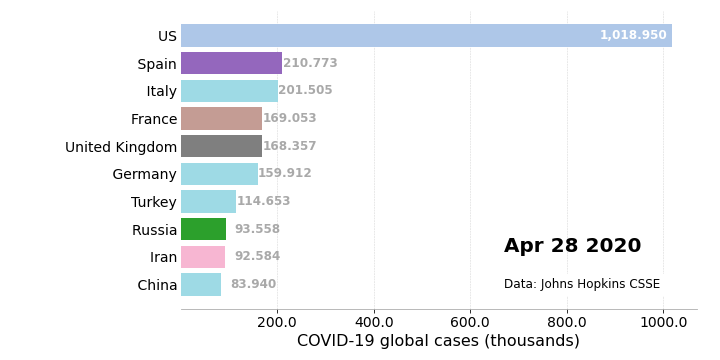 US 1,018.950
Spain 210.773
Italy 201.505
France 169.053
United Kingdom 168.357
Germany 159.912
Turkey 114.653
Russia 93.558
Iran 92.584
China 83.940
Apr 28 2020
Data: Johns Hopkins CSSE
200.0 400.0 600.0 800.0 1000.0
COVID-19 global cases (thousands)